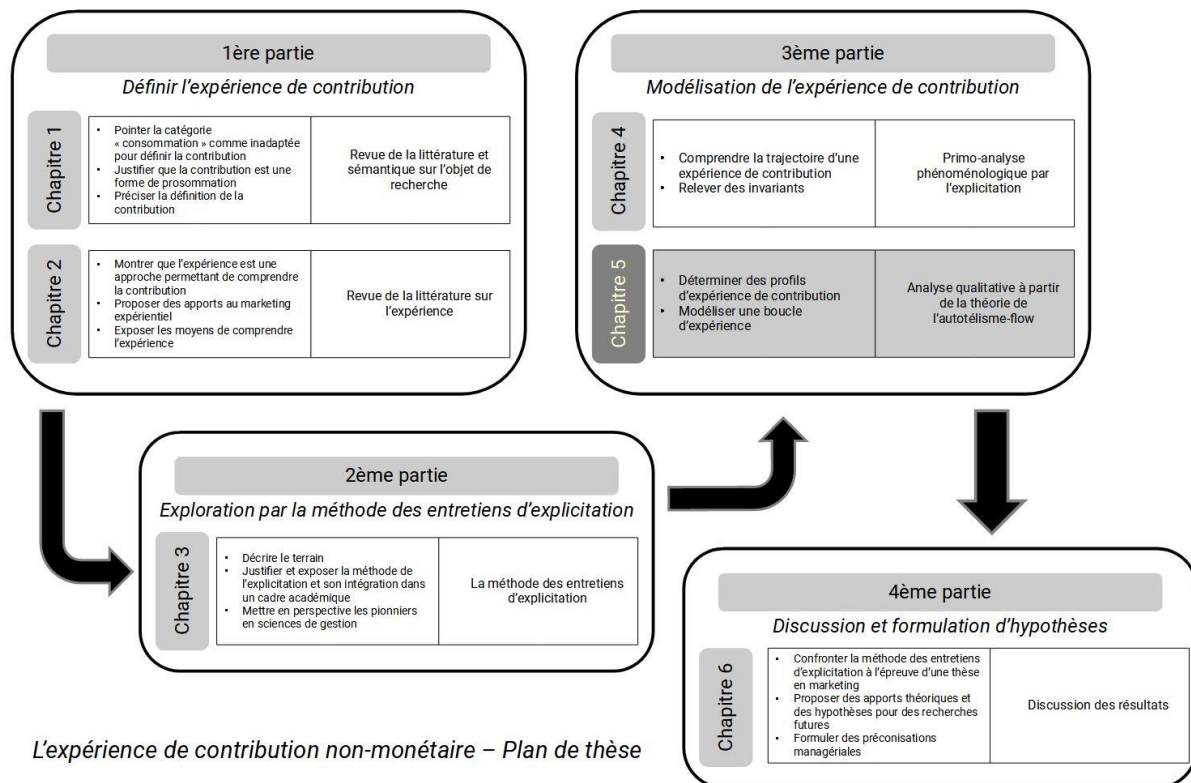 1ère partie
Définir l'expérience de contribution
Chapitre 1
• Pointer la catégorie
« consommation » comme inadaptée
pour définir la contribution
• Justifier que la contribution est une
forme de prosommation
• Préciser la définition de la
contribution
Revue de la littérature et
sémantique sur l'objet de
recherche
Chapitre 2
• Montrer que l'expérience est une
approche permettant de comprendre
la contribution
• Proposer des apports au marketing
expérientiel
• Exposer les moyens de comprendre
l'expérience
Revue de la littérature sur
l'expérience
2ème partie
Exploration par la méthode des entretiens d'explicitation
Chapitre 3
• Décrire le terrain
• Justifier et exposer la méthode de
l'explicitation et son intégration dans
un cadre académique
• Mettre en perspective les pionniers
en sciences de gestion
La méthode des entretiens
d'explicitation
3ème partie
Modélisation de l'expérience de contribution
Chapitre 4
• Comprendre la trajectoire d'une
expérience de contribution
• Relever des invariants
Primo-analyse
phénoménologique par
l'explicitation
Chapitre 5
• Déterminer des profils
d'expérience de contribution
• Modéliser une boucle
d'expérience
Analyse qualitative à partir
de la théorie de
l'autotélisme-flow
4ème partie
Discussion et formulation d'hypothèses
Chapitre 6
• Confronter la méthode des entretiens
d'explicitation à l'épreuve d'une thèse
en marketing
• Proposer des apports théoriques et
des hypothèses pour des recherches
futures
• Formuler des préconisations
managériales
Discussion des résultats
L'expérience de contribution non-monétaire – Plan de thèse